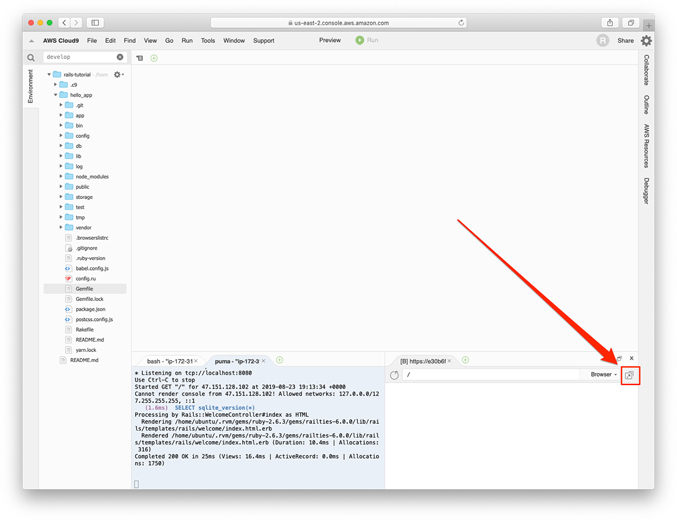 us-east-2.console.aws.amazon.com
AWS Cloud9 File Edit Find View Go Run Tools Window Support Preview Run R Share
develop
Environment
rails-tutorial
.c9
hello_app
.git
app
bin
config
db
lib
log
node_modules
public
storage
test
tmp
vendor
.browserslistrc
.gitignore
.ruby-version
babel.config.js
config.ru
Gemfile
Gemfile.lock
package.json
postcss.config.js
Rakefile
README.md
yarn.lock
README.md
Collaborate
Outline
AWS Resources
Debugger
bash - "ip-172-31
puma - "ip-172-3
* Listening on tcp://localhost:8080
Use Ctrl-C to stop
Started GET "/" for 47.151.128.102 at 2019-08-23 19:13:34 +0000
Cannot render console from 47.151.128.102! Allowed networks: 127.0.0.0/12
7.255.255.255, ::1
(1.6ms) SELECT sqlite_version(*)
Processing by Rails::WelcomeController#index as HTML
Rendering /home/ubuntu/.rvm/gems/ruby-2.6.3/gems/railties-6.0.0/lib/rai
ls/templates/rails/welcome/index.html.erb
Rendered /home/ubuntu/.rvm/gems/ruby-2.6.3/gems/railties-6.0.0/lib/rail
s/templates/rails/welcome/index.html.erb (Duration: 10.4ms | Allocations:
316)
Completed 200 OK in 25ms (Views: 16.4ms | ActiveRecord: 0.0ms | Allocatio
ns: 1750)
[B] https://e30b6f
/
Browser